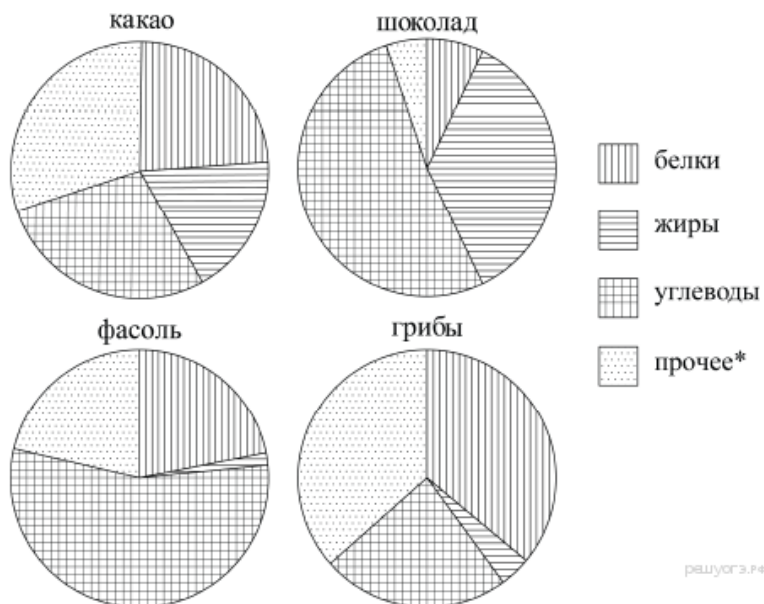 какао
шоколад
белки
жиры
углеводы
прочее*
фасоль
грибы
решуогэ.рф